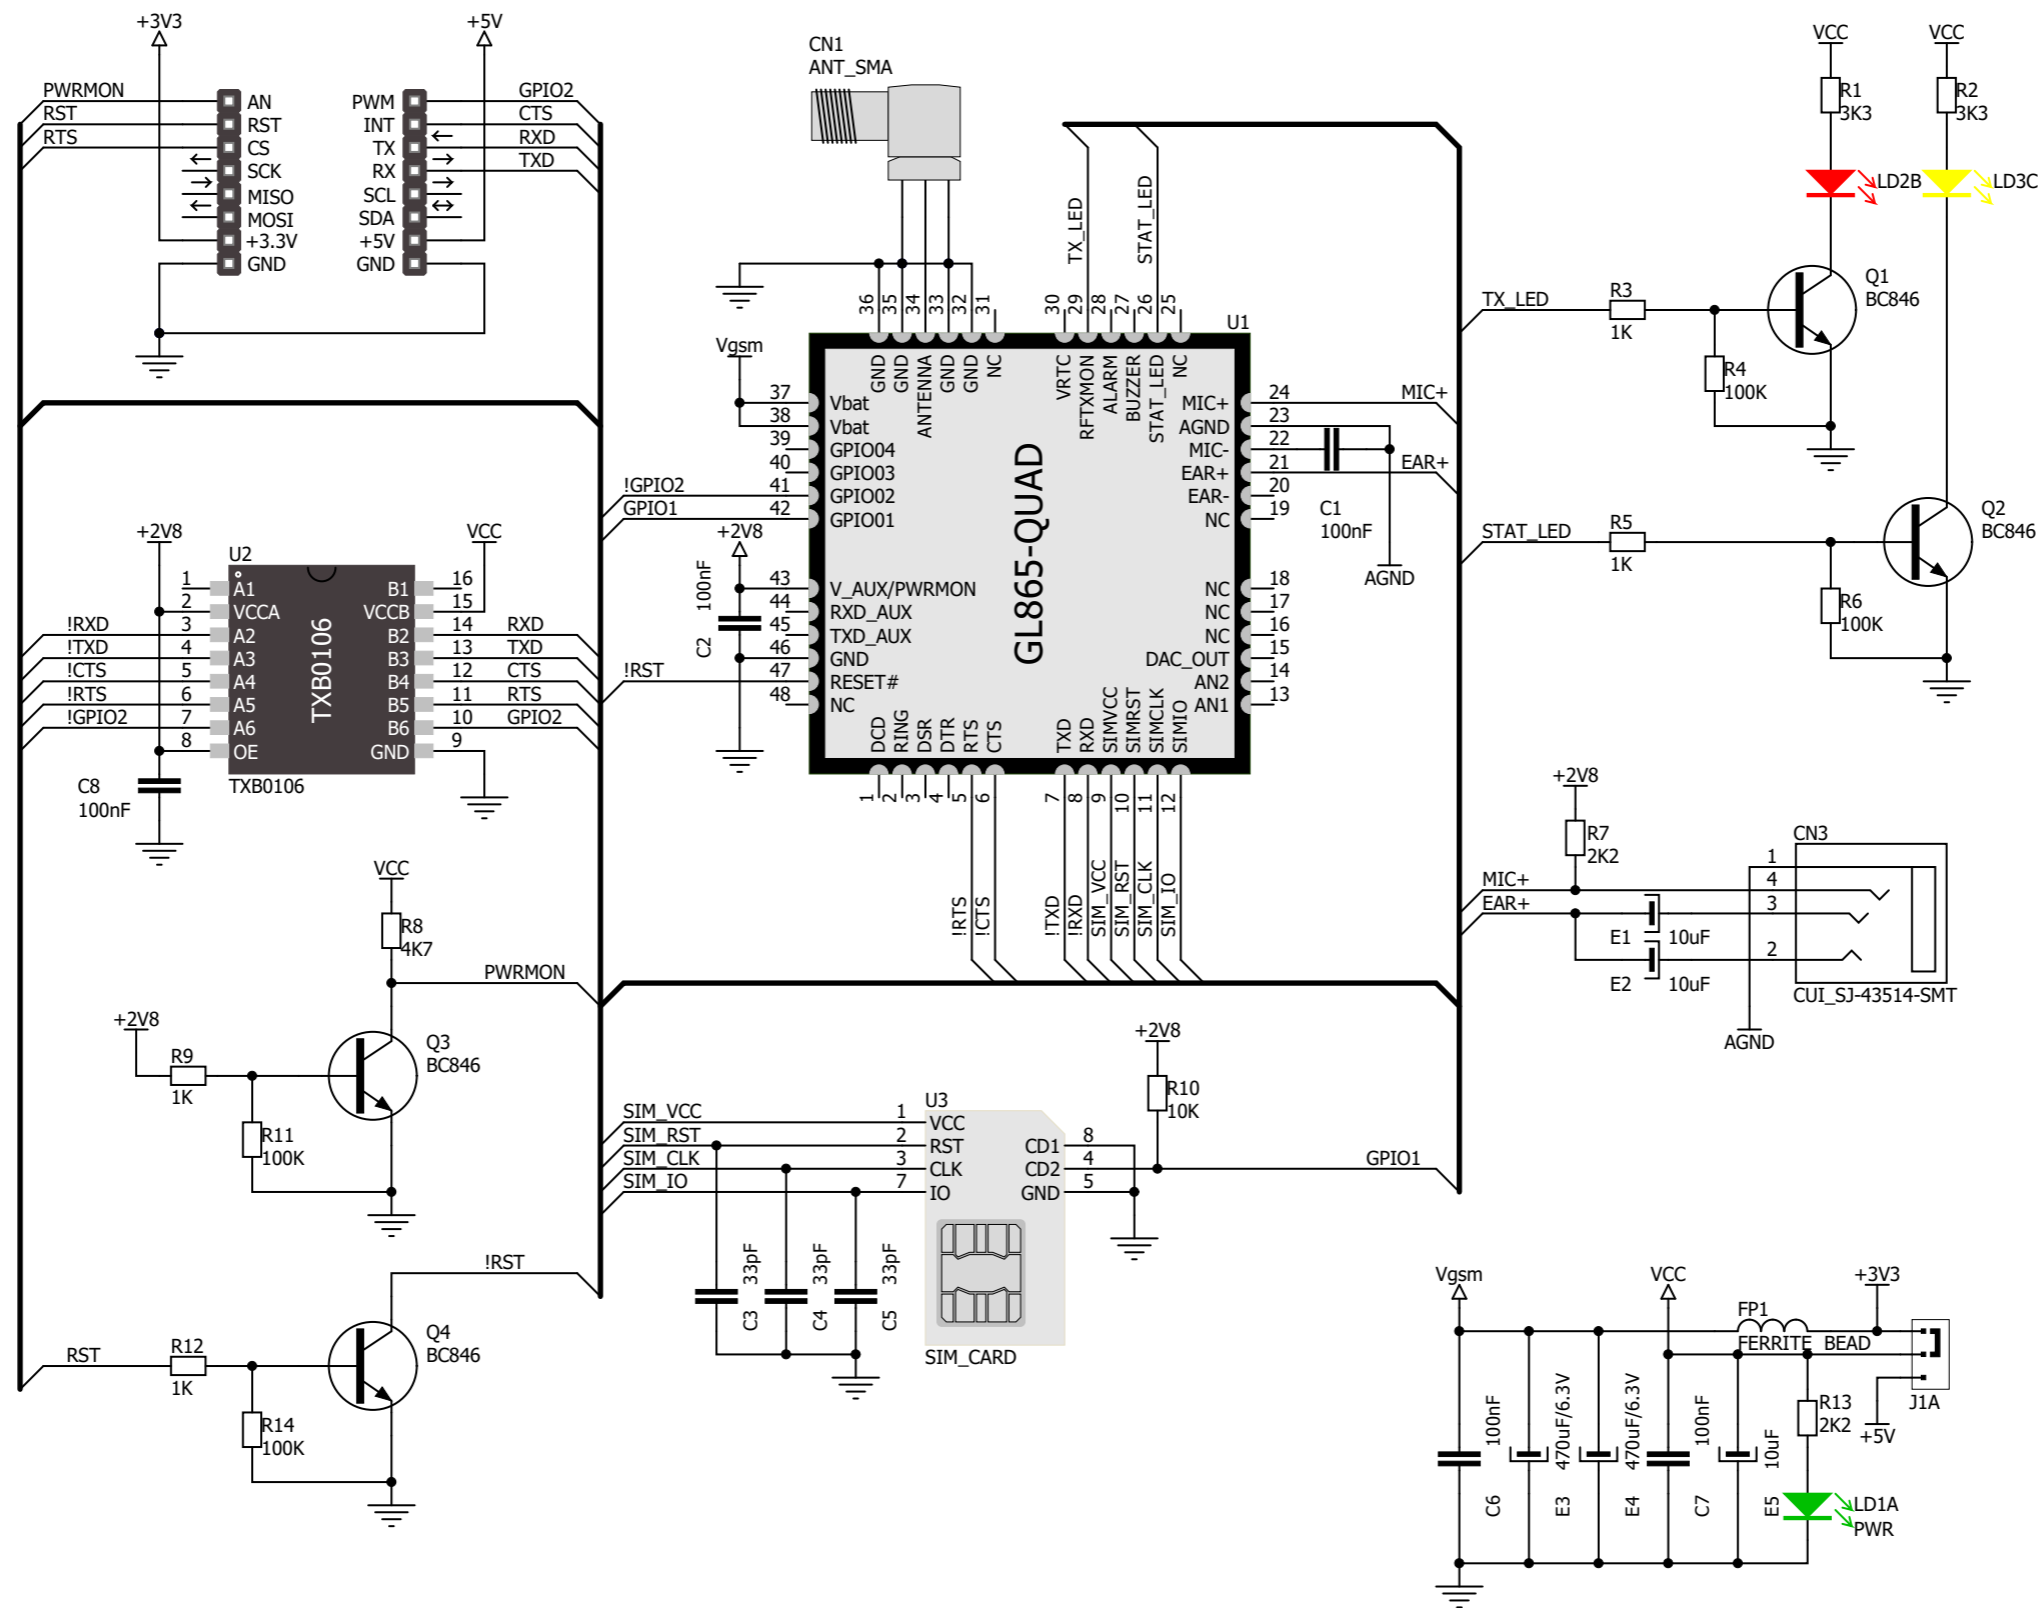 +3V3
+5V
PWRMON
RST
RTS
AN
RST
CS
SCK
MISO
MOSI
+3.3V
GND
PWM
INT
TX
RX
SCL
SDA
+5V
GND
GPIO2
CTS
RXD
TXD
CN1
ANT_SMA
TX_LED
STAT_LED
VCC
R1
3K3
LD2B
VCC
R2
3K3
LD3C
Q1
BC846
TX_LED
R3
1K
R4
100K
Q2
BC846
STAT_LED
R5
1K
R6
100K
U1
GL865-QUAD
36
35
34
33
32
31
30
29
28
27
26
25
GND
GND
ANTENNA
GND
GND
NC
VRTC
RFTXMON
ALARM
BUZZER
STAT_LED
NC
Vgsm
37
38
39
40
41
42
Vbat
Vbat
GPIO04
GPIO03
GPIO02
GPIO01
!GPIO2
GPIO1
+2V8
100nF
C2
43
44
45
46
47
48
V_AUX/PWRMON
RXD_AUX
TXD_AUX
GND
RESET#
NC
!RST
MIC+
AGND
MIC-
EAR+
EAR-
NC
24
23
22
21
20
19
MIC+
EAR+
C1
100nF
AGND
NC
NC
NC
DAC_OUT
AN2
AN1
18
17
16
15
14
13
DCD
RING
DSR
DTR
RTS
CTS
TXD
RXD
SIMVCC
SIMRST
SIMCLK
SIMIO
1
2
3
4
5
6
7
8
9
10
11
12
!RTS
!CTS
!TXD
!RXD
SIM_VCC
SIM_RST
SIM_CLK
SIM_IO
+2V8
VCC
U2
TXB0106
1
2
3
4
5
6
7
8
A1
VCCA
A2
A3
A4
A5
A6
OE
B1
VCCB
B2
B3
B4
B5
B6
GND
16
15
14
13
12
11
10
9
!RXD
!TXD
!CTS
!RTS
!GPIO2
RXD
TXD
CTS
RTS
GPIO2
C8
100nF
TXB0106
VCC
R8
4K7
PWRMON
+2V8
R9
1K
Q3
BC846
R11
100K
!RST
RST
R12
1K
Q4
BC846
R14
100K
+2V8
R7
2K2
CN3
1
4
3
2
MIC+
EAR+
E1
10uF
E2
10uF
CUI_SJ-43514-SMT
AGND
+2V8
R10
10K
U3
SIM_VCC
SIM_RST
SIM_CLK
SIM_IO
1
2
3
7
VCC
RST
CLK
IO
CD1
CD2
GND
8
4
5
GPIO1
33pF
C3
33pF
C4
33pF
C5
SIM_CARD
Vgsm
VCC
+3V3
FP1
FERRITE BEAD
100nF
C6
470uF/6.3V
E3
470uF/6.3V
E4
100nF
C7
10uF
E5
R13
2K2
+5V
J1A
LD1A
PWR